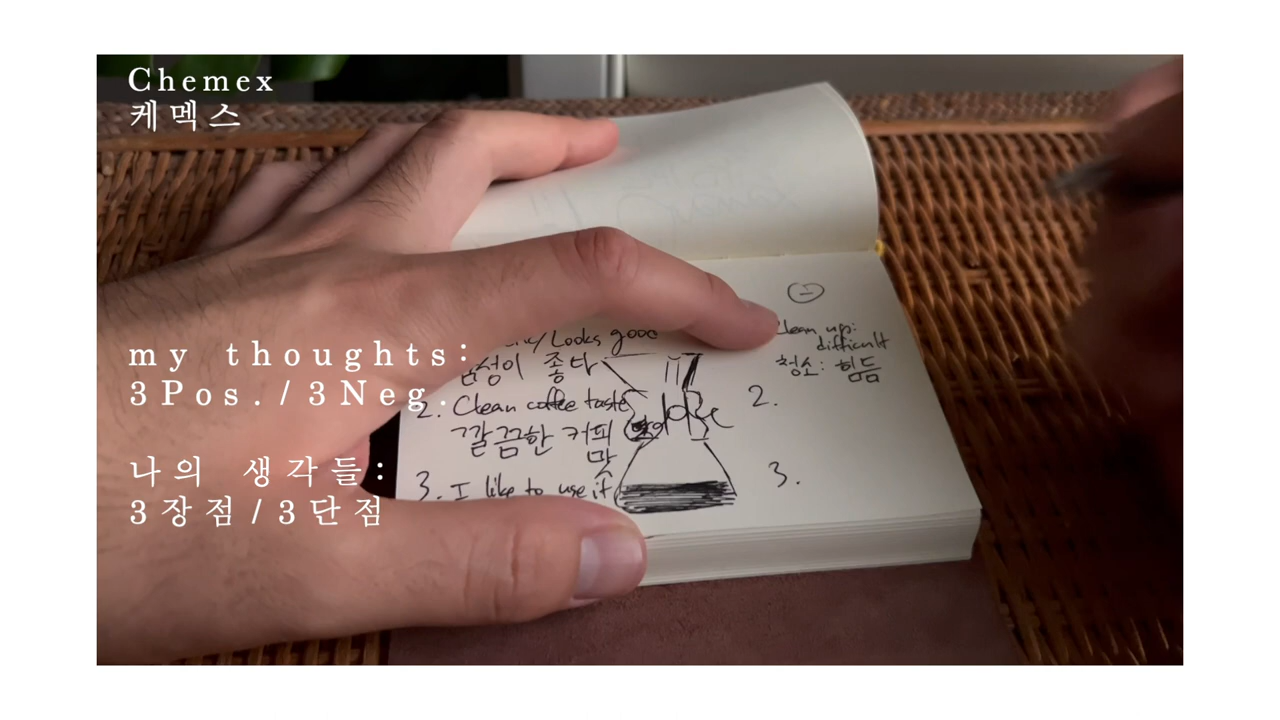 Chemex
케멕스
my thoughts:
3Pos./3Neg.
나의 생각들:
3장점/3단점
Looks good
좋다
2. Clean coffee taste
깔끔한 커피
맛
3. I like to use it
Clean up:
difficult
청소: 힘듬
2.
3.